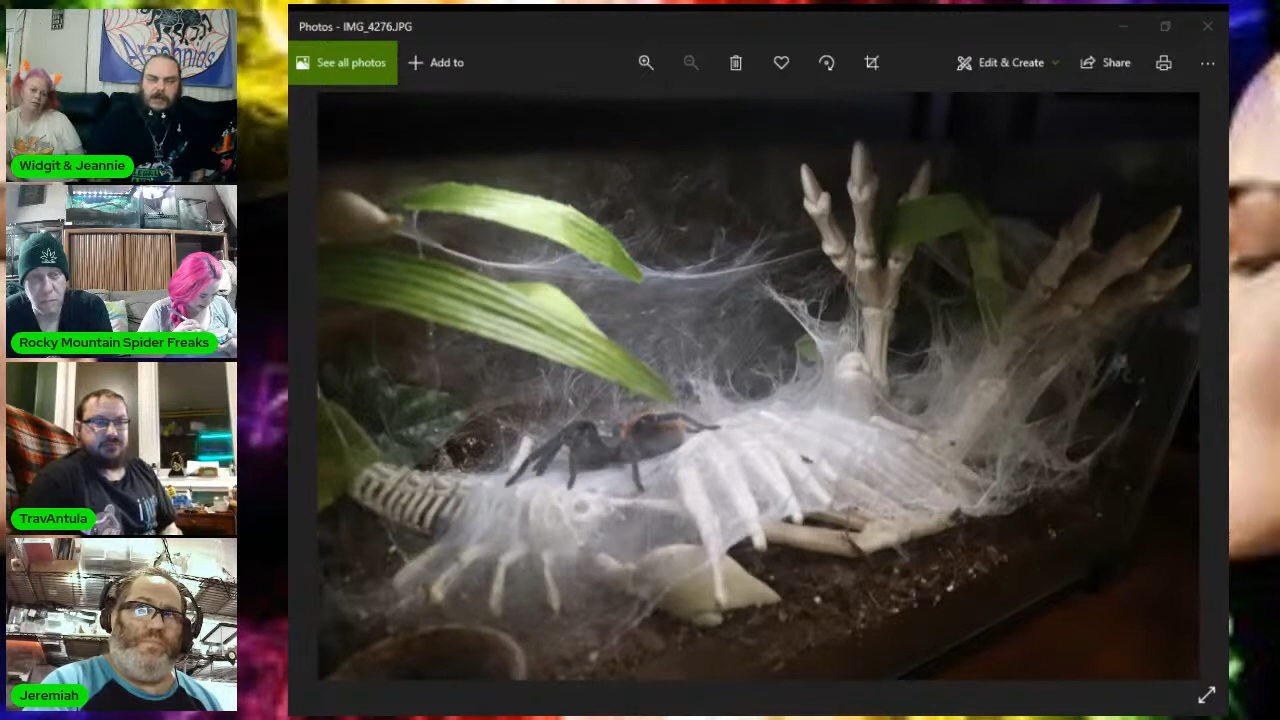 Arachnids
Widgit & Jeannie
Rocky Mountain Spider Freaks
TravAntula
Jeremiah
Photos - IMG_4276.JPG
See all photos
Add to
Edit & Create
Share